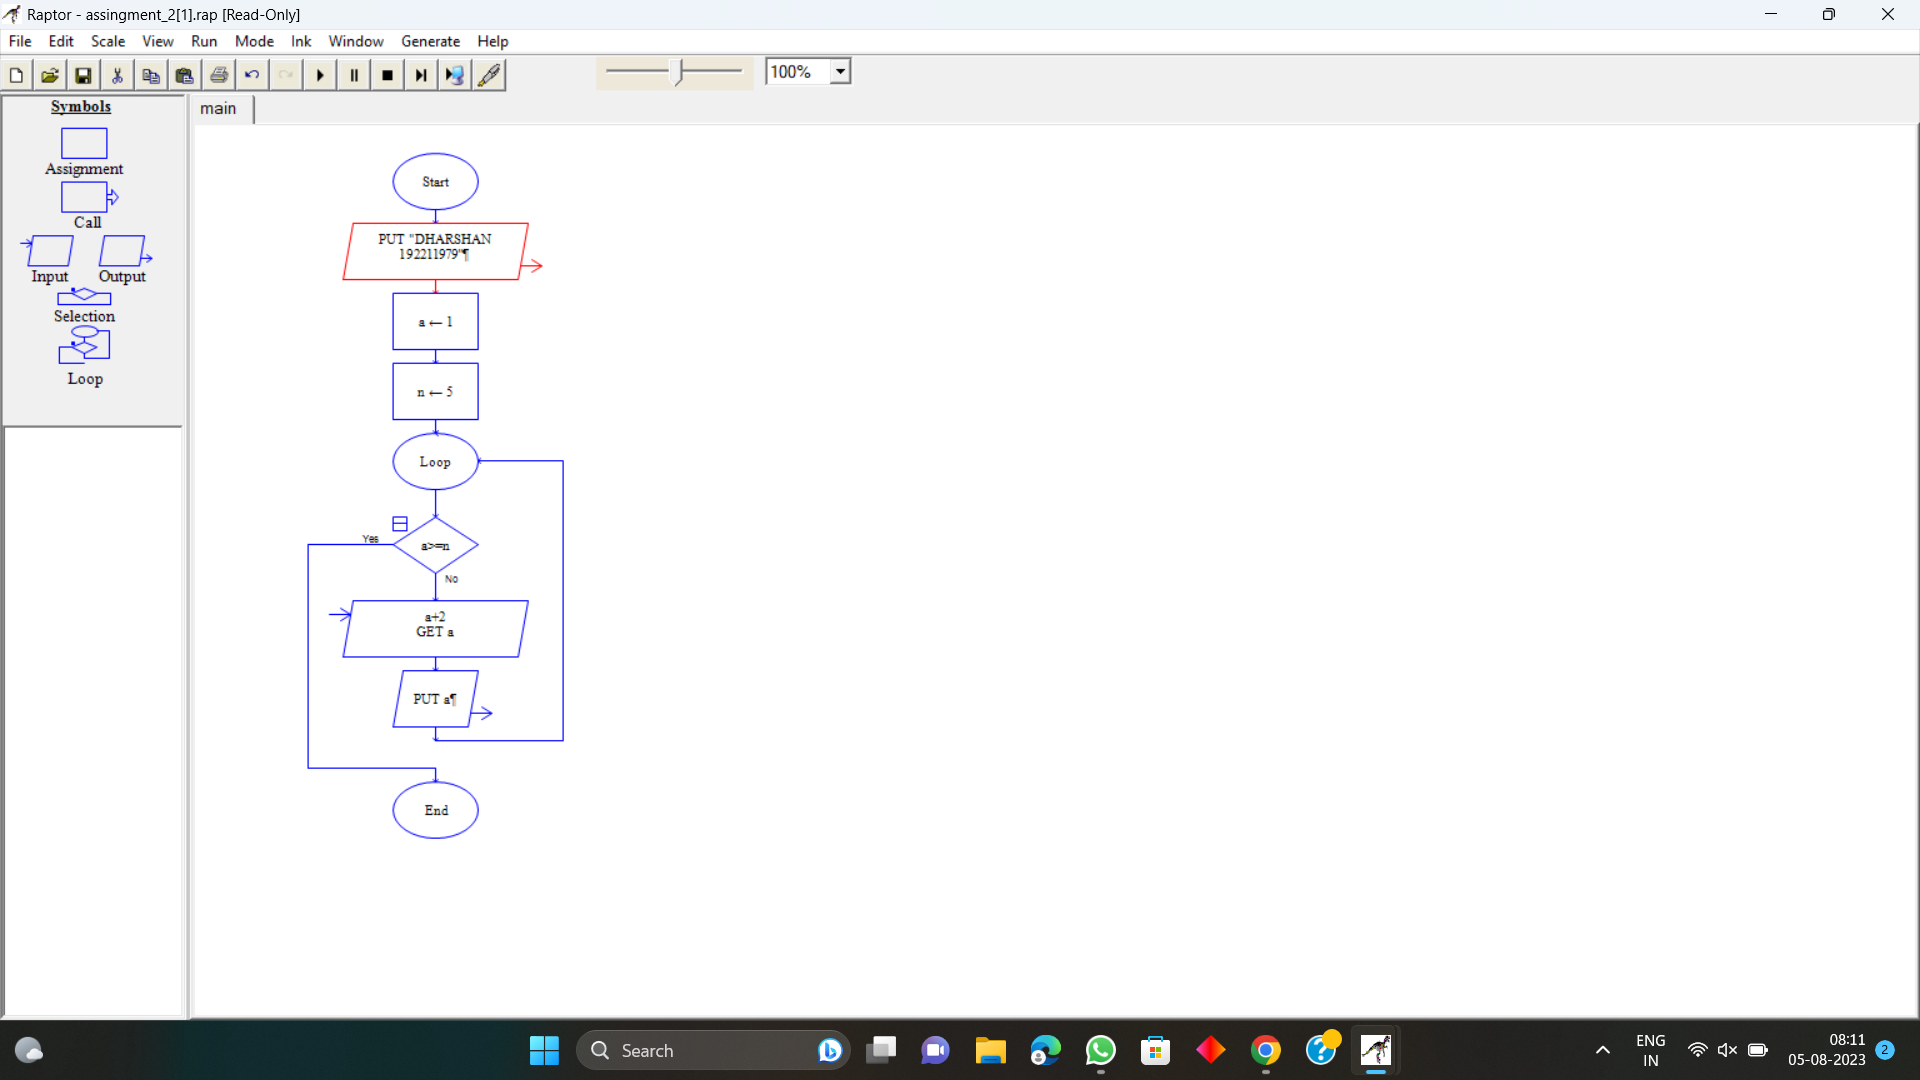 Raptor - assingment_2[1].rap [Read-Only]
File Edit Scale View Run Mode Ink Window Generate Help
100%
Symbols
Assignment
Call
Input Output
Selection
Loop
main
Start
PUT "DHARSHAN
192211979"¶
a ← 1
n ← 5
Loop
Yes
a>=n
No
a+2
GET a
PUT a¶
End
Search
ENG
IN
08:11
05-08-2023
2